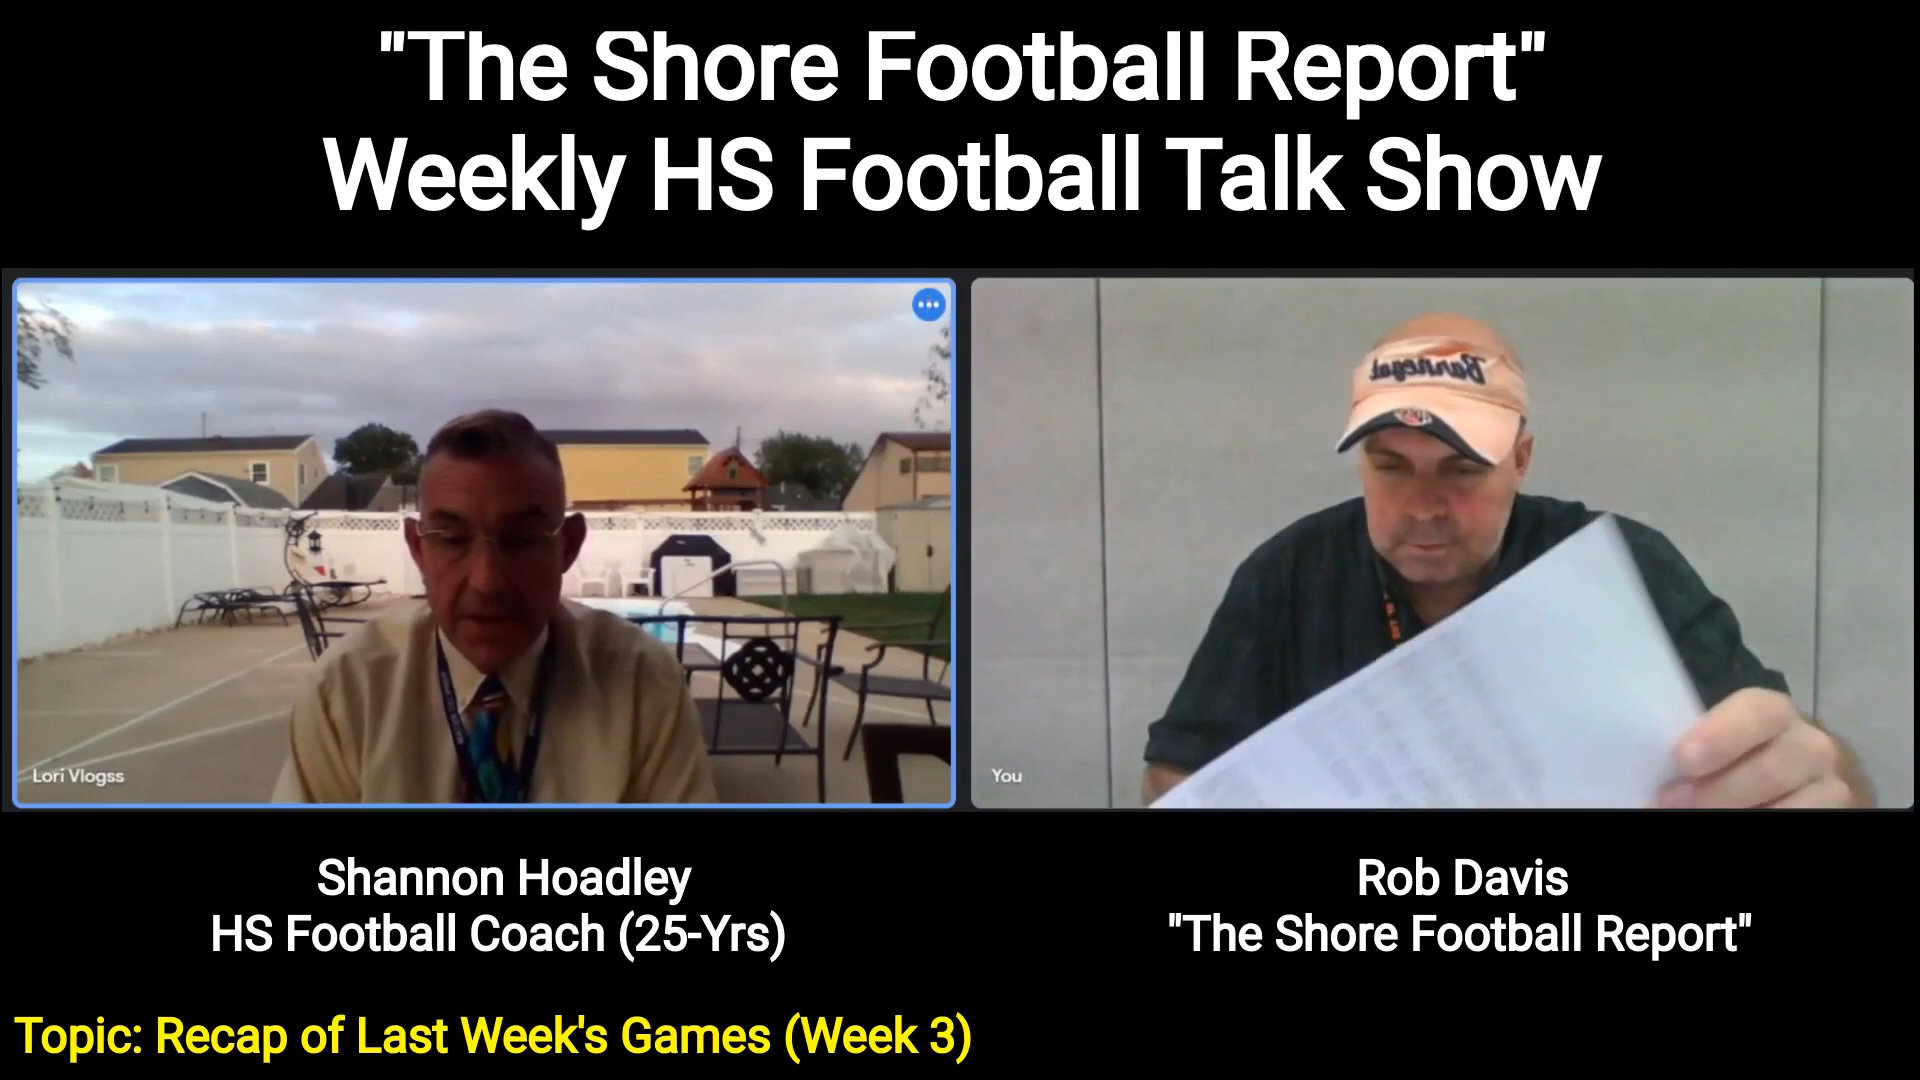 "The Shore Football Report"
Weekly HS Football Talk Show
Barnegat
Lori Vlogss
You
Shannon Hoadley
HS Football Coach (25-Yrs)
Rob Davis
"The Shore Football Report"
Topic: Recap of Last Week's Games (Week 3)